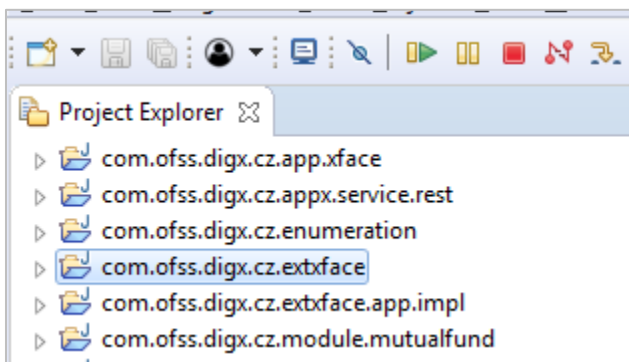 Project Explorer
com.ofss.digx.cz.app.xface
com.ofss.digx.cz.appx.service.rest
com.ofss.digx.cz.enumeration
com.ofss.digx.cz.extxface
com.ofss.digx.cz.extxface.app.impl
com.ofss.digx.cz.module.mutualfund